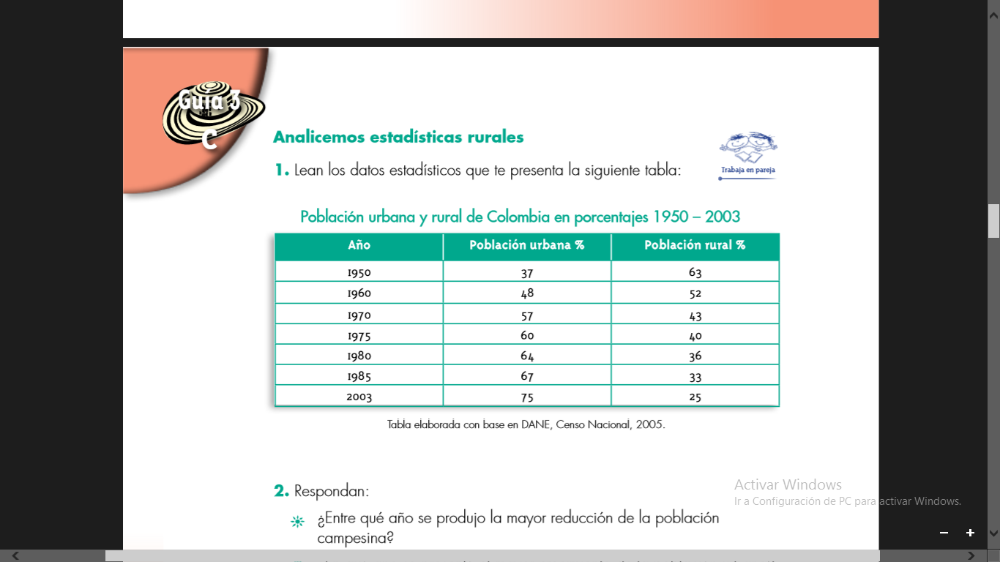 Guía 3
C
Analicemos estadísticas rurales
1. Lean los datos estadísticos que te presenta la siguiente tabla:
Trabaja en pareja
Población urbana y rural de Colombia en porcentajes 1950 – 2003
Año Población urbana % Población rural %
1950 37 63
1960 48 52
1970 57 43
1975 60 40
1980 64 36
1985 67 33
2003 75 25
Tabla elaborada con base en DANE, Censo Nacional, 2005.
2. Respondan:
¿Entre qué año se produjo la mayor reducción de la población
campesina?
Activar Windows
Ir a Configuración de PC para activar Windows.